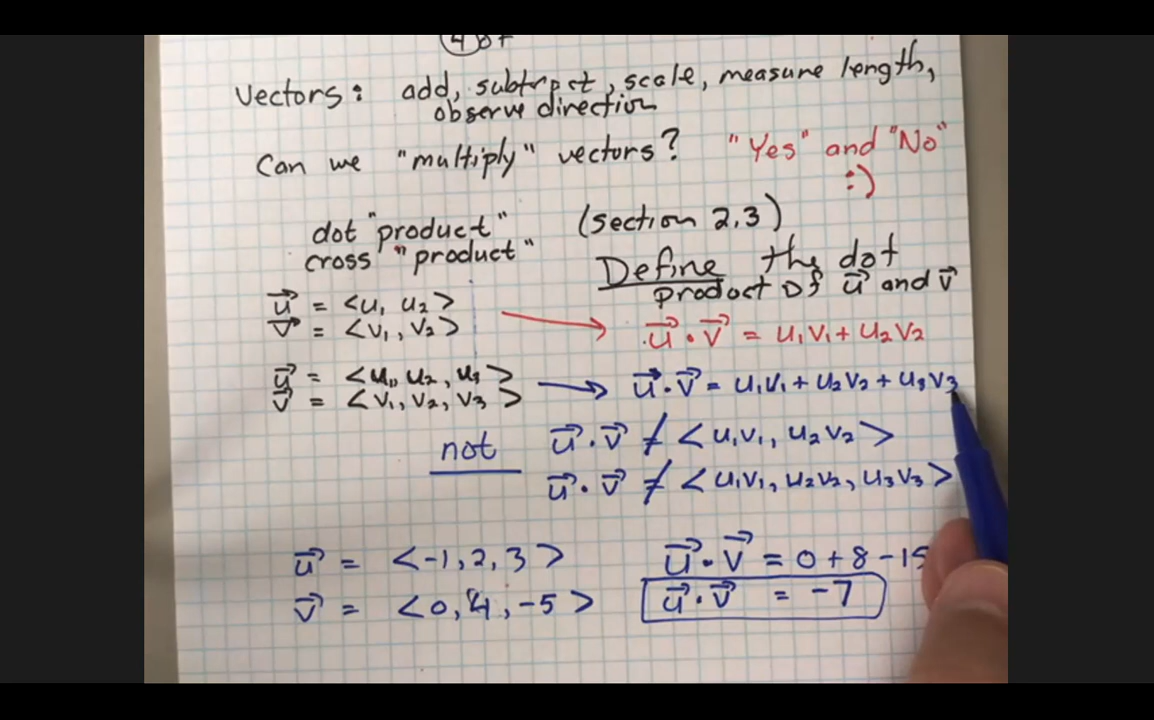 Vectors: add, subtract, scale, measure length,
observe direction
Can we "multiply" vectors? "Yes" and "No"
:)
dot "product" (section 2.3)
cross "product"
Define the dot
product of u⃗ and v⃗
u⃗ = <u₁ u₂>
v⃗ = <v₁, v₂>
u⃗ · v⃗ = u₁v₁ + u₂v₂
u⃗ = <u₁, u₂, u₃>
v⃗ = <v₁, v₂, v₃>
u⃗ · v⃗ = u₁v₁ + u₂v₂ + u₃v₃
not u⃗ · v⃗ ≠ <u₁v₁, u₂v₂>
u⃗ · v⃗ ≠ <u₁v₁, u₂v₂, u₃v₃>
u⃗ = <-1, 2, 3> u⃗ · v⃗ = 0 + 8 - 15
v⃗ = <0, 4, -5> u⃗ · v⃗ = -7